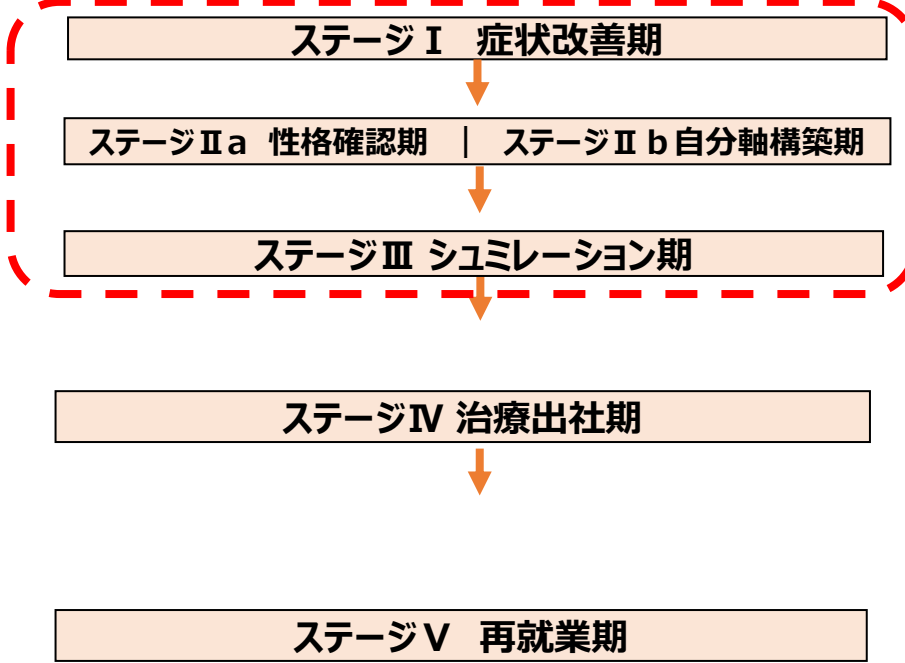 ステージⅠ 症状改善期
ステージⅡa 性格確認期 | ステージⅡb自分軸構築期
ステージⅢ シュミレーション期
ステージⅣ 治療出社期
ステージⅤ 再就業期